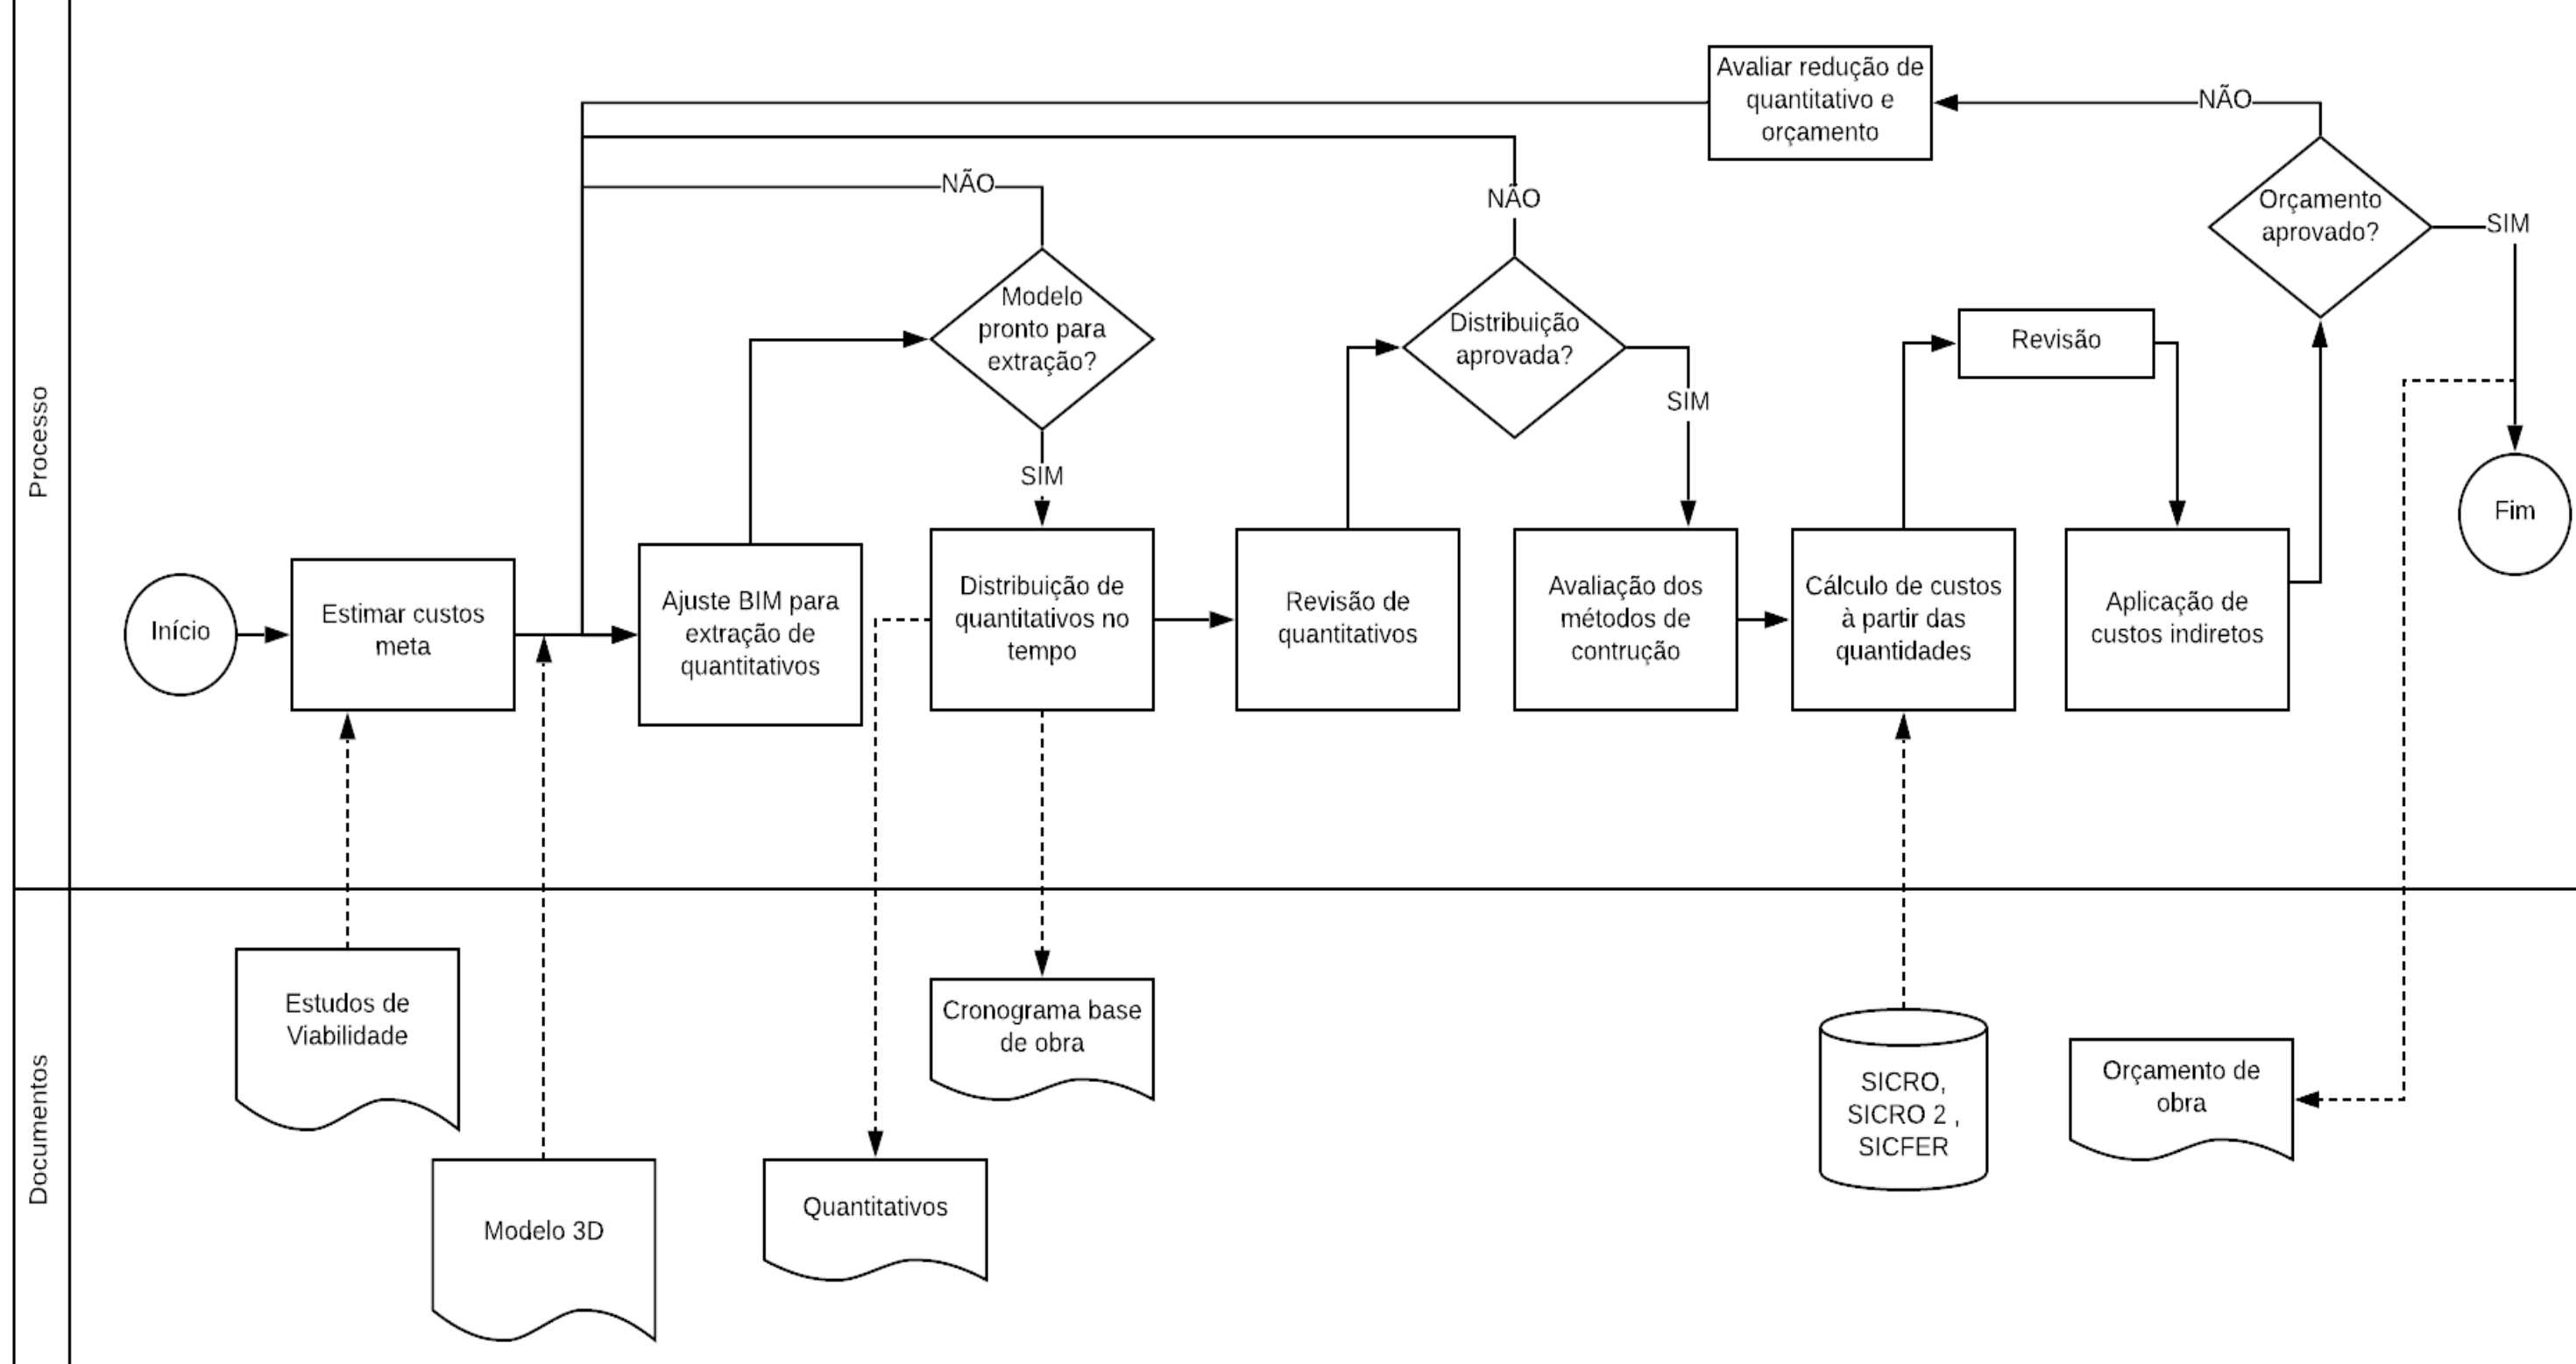 Processo
Avaliar redução de
quantitativo e
orçamento
NÃO
NÃO
NÃO
Orçamento
aprovado?
SIM
Modelo
pronto para
extração?
Distribuição
aprovada?
Revisão
SIM
SIM
Fim
Início
Estimar custos
meta
Ajuste BIM para
extração de
quantitativos
Distribuição de
quantitativos no
tempo
Revisão de
quantitativos
Avaliação dos
métodos de
contrução
Cálculo de custos
à partir das
quantidades
Aplicação de
custos indiretos
Documentos
Estudos de
Viabilidade
Modelo 3D
Quantitativos
Cronograma base
de obra
SICRO,
SICRO 2 ,
SICFER
Orçamento de
obra